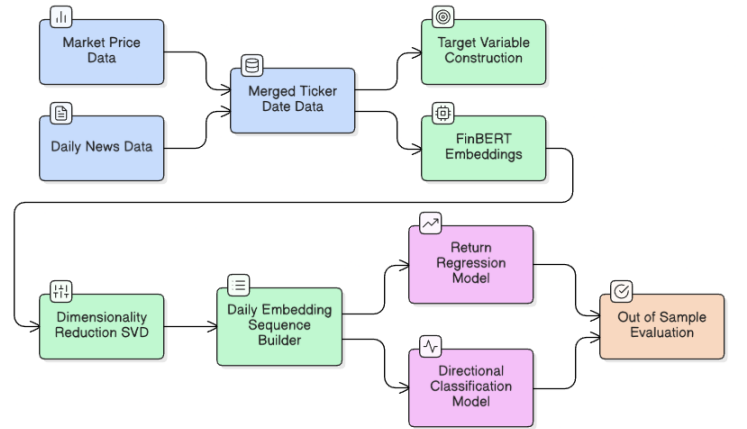 Market Price
Data
Target Variable
Construction
Merged Ticker
Date Data
Daily News Data
FinBERT
Embeddings
Return
Regression
Model
Dimensionality
Reduction SVD
Daily Embedding
Sequence
Builder
Out of Sample
Evaluation
Directional
Classification
Model